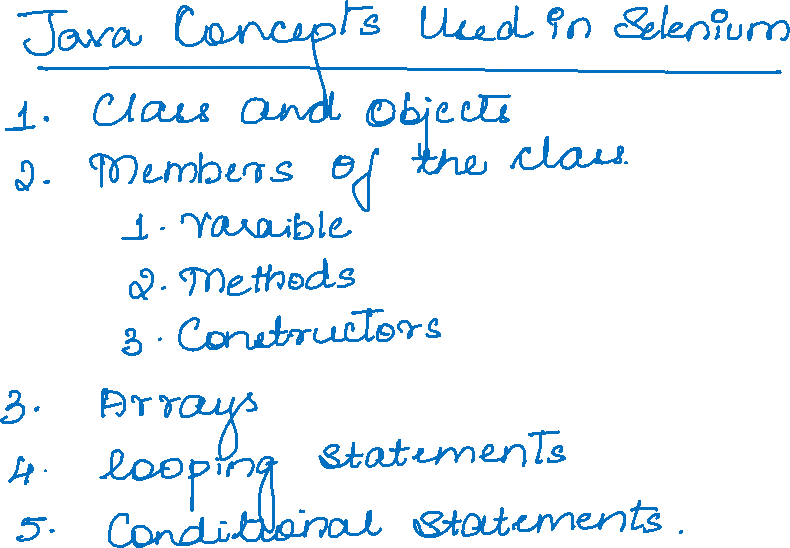 Java Concepts Used in Selenium
1. Class and Objects
2. Members of the class.
1. Varaible
2. Methods
3. Constructors
3. Arrays
4. looping statements
5. Conditional statements.